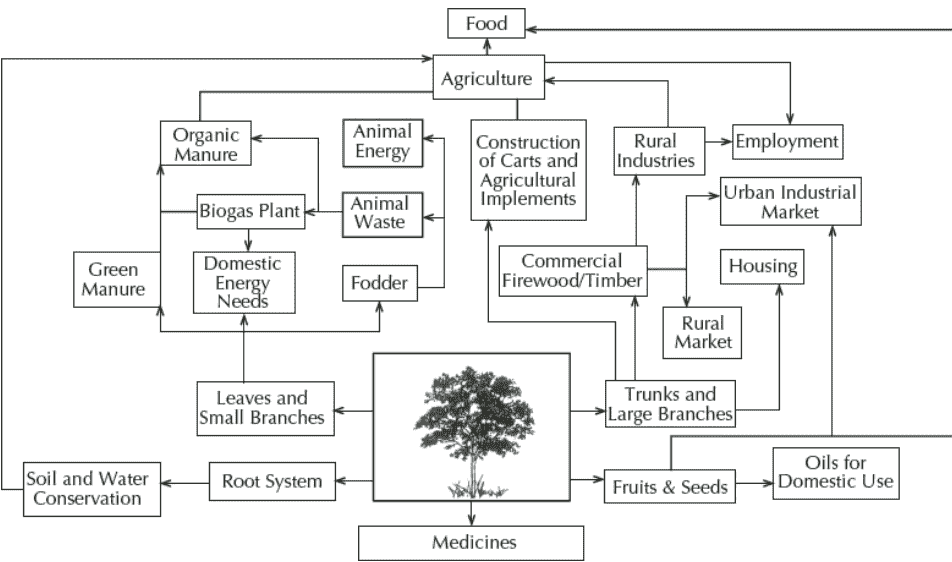 Food
Agriculture
Organic
Manure
Animal
Energy
Construction
of Carts and
Agricultural
Implements
Rural
Industries
Employment
Biogas Plant
Animal
Waste
Urban Industrial
Market
Green
Manure
Domestic
Energy
Needs
Fodder
Commercial
Firewood/Timber
Housing
Rural
Market
Leaves and
Small Branches
Trunks and
Large Branches
Soil and Water
Conservation
Root System
Fruits & Seeds
Oils for
Domestic Use
Medicines